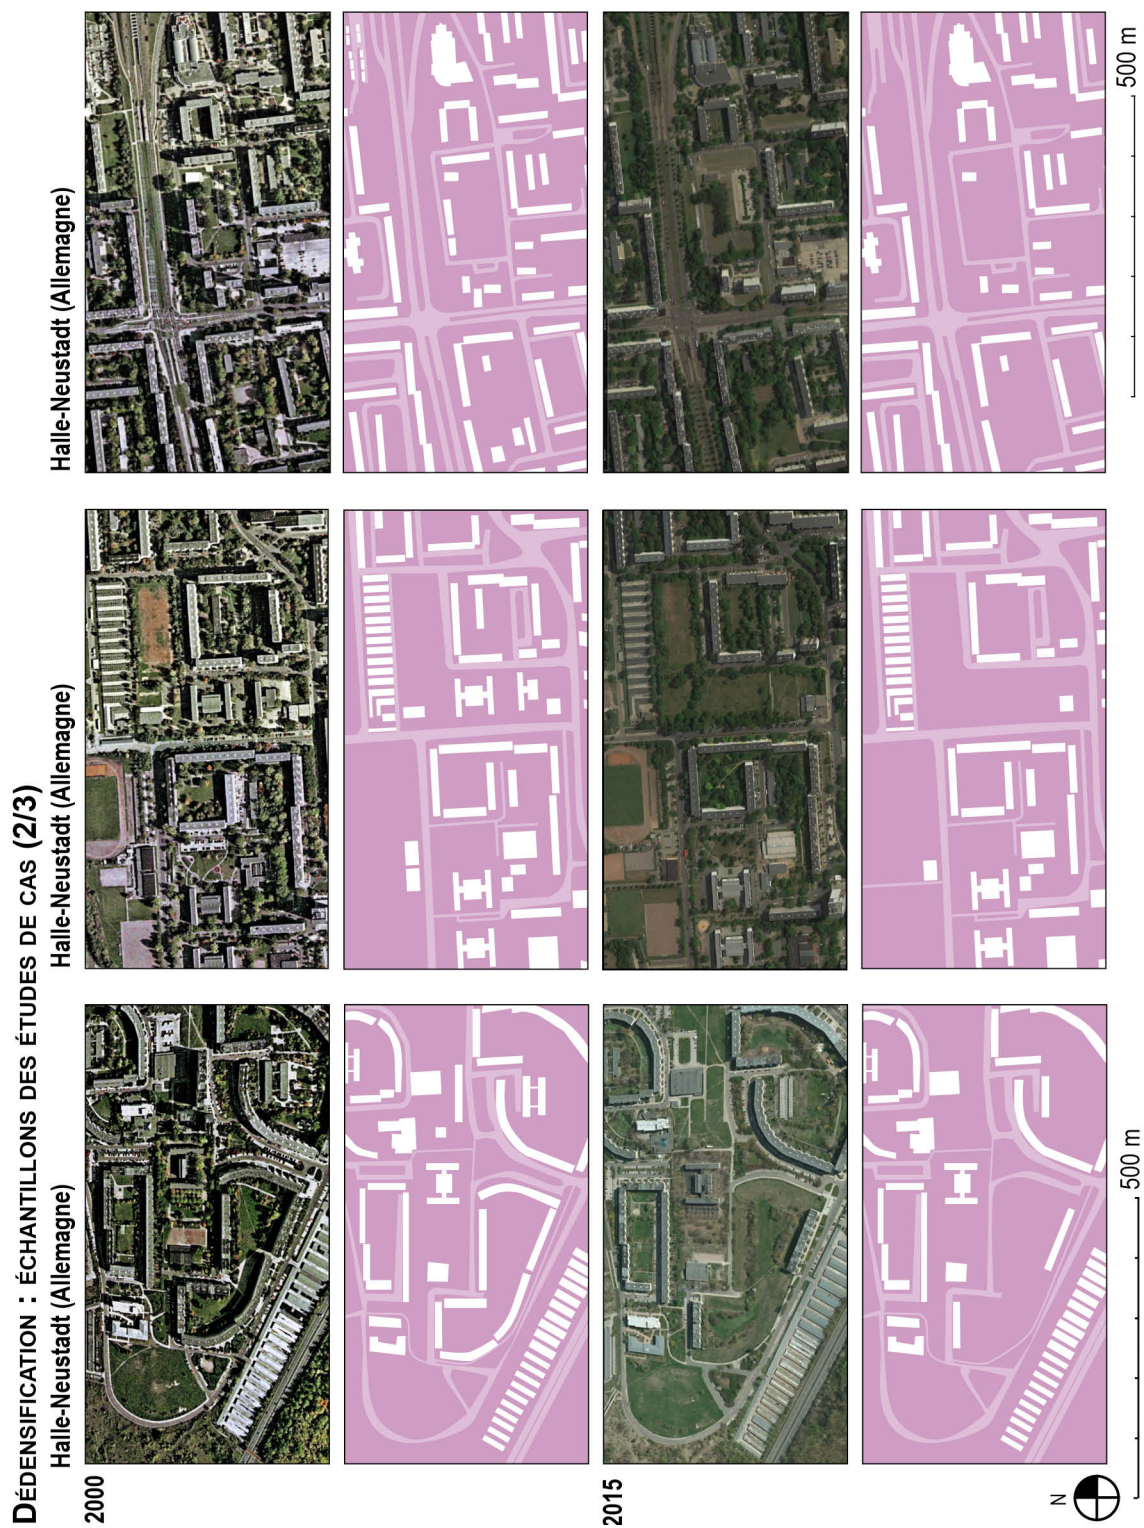 DÉDENSIFICATION : ÉCHANTILLONS DES ÉTUDES DE CAS (2/3)
Halle-Neustadt (Allemagne)
Halle-Neustadt (Allemagne)
Halle-Neustadt (Allemagne)
2000
2015
N
500 m
500 m